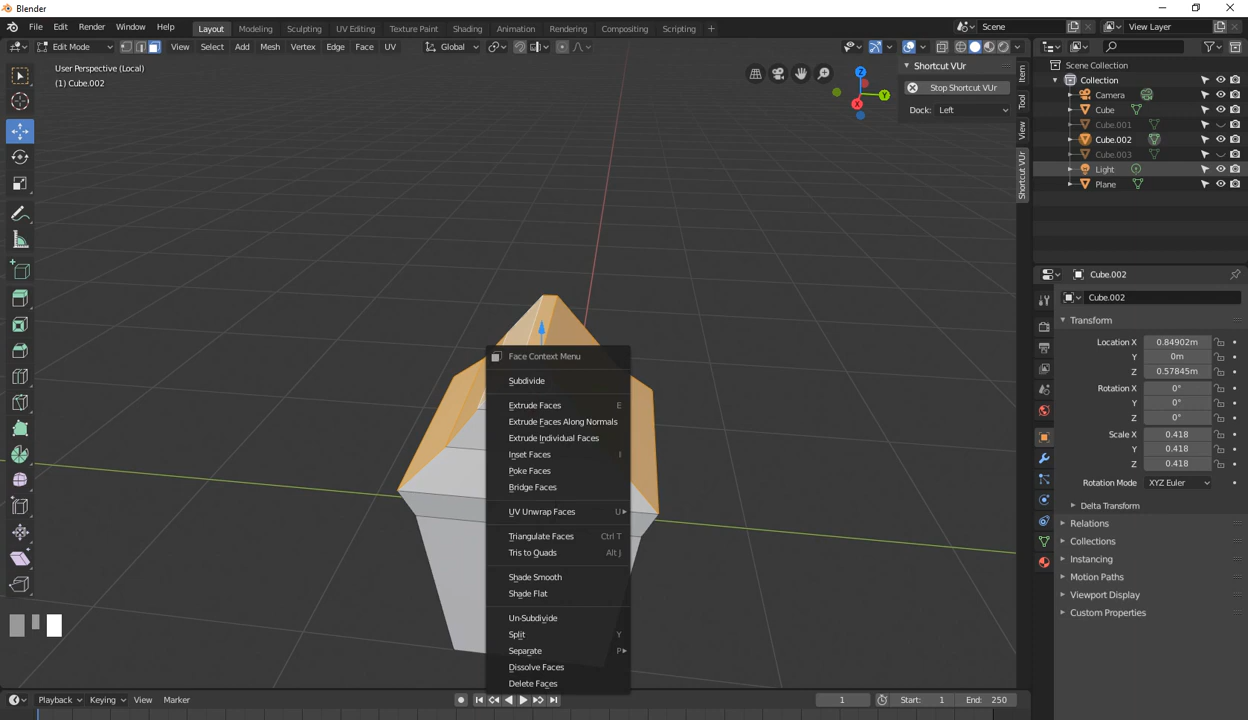 Blender
File Edit Render Window Help
Layout Modeling Sculpting UV Editing Texture Paint Shading Animation Rendering Compositing Scripting
Scene
View Layer
Edit Mode
View Select Add Mesh Vertex Edge Face UV
Global
User Perspective (Local)
(1) Cube.002
Z
Y
X
Shortcut VUr
Stop Shortcut VUr
Dock: Left
Item
Tool
View
Shortcut VUr
Scene Collection
Collection
Camera
Cube
Cube.001
Cube.002
Cube.003
Light
Plane
Cube.002
Cube.002
Transform
Location X 0.84902m
Y 0m
Z 0.57845m
Rotation X 0°
Y 0°
Z 0°
Scale X 0.418
Y 0.418
Z 0.418
Rotation Mode XYZ Euler
Delta Transform
Relations
Collections
Instancing
Motion Paths
Viewport Display
Custom Properties
Face Context Menu
Subdivide
Extrude Faces E
Extrude Faces Along Normals
Extrude Individual Faces
Inset Faces I
Poke Faces
Bridge Faces
UV Unwrap Faces U
Triangulate Faces Ctrl T
Tris to Quads Alt J
Shade Smooth
Shade Flat
Un-Subdivide
Split Y
Separate P
Dissolve Faces
Delete Faces
Playback Keying View Marker
1
Start: 1
End: 250